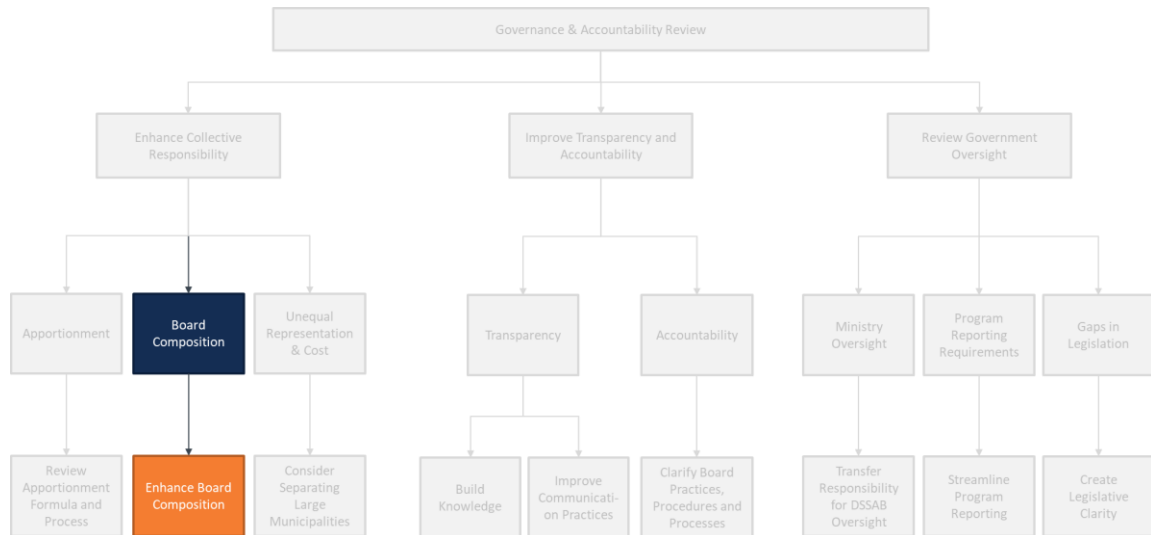 Governance & Accountability Review
Enhance Collective
Responsibility
Improve Transparency and
Accountability
Review Government
Oversight
Apportionment
Board
Composition
Unequal
Representation
& Cost
Transparency
Accountability
Ministry
Oversight
Program
Reporting
Requirements
Gaps in
Legislation
Review
Apportionment
Formula and
Process
Enhance Board
Composition
Consider
Separating
Large
Municipalities
Build
Knowledge
Improve
Communicati-
on Practices
Clarify Board
Practices,
Procedures and
Processes
Transfer
Responsibility
for DSSAB
Oversight
Streamline
Program
Reporting
Create
Legislative
Clarity